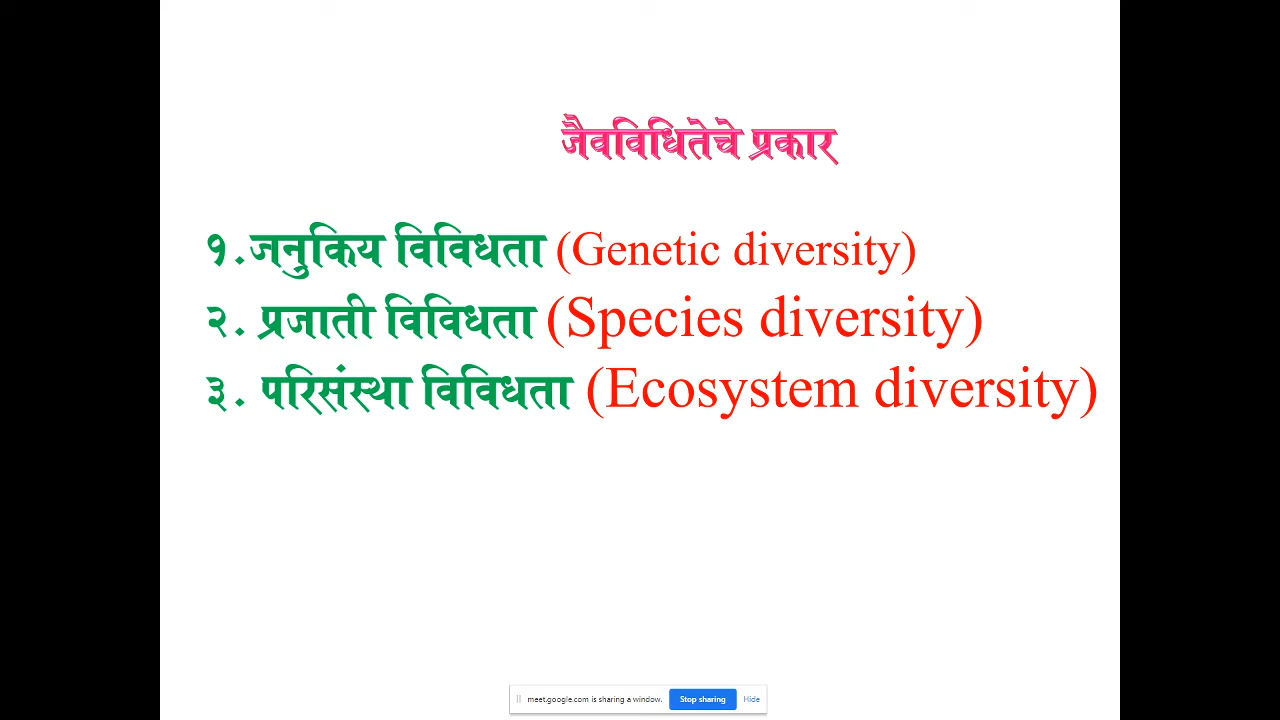 जैवविधितेचे प्रकार
१.जनुकिय विविधता (Genetic diversity)
२. प्रजाती विविधता (Species diversity)
३. परिसंस्था विविधता (Ecosystem diversity)
meet.google.com is sharing a window. Stop sharing Hide